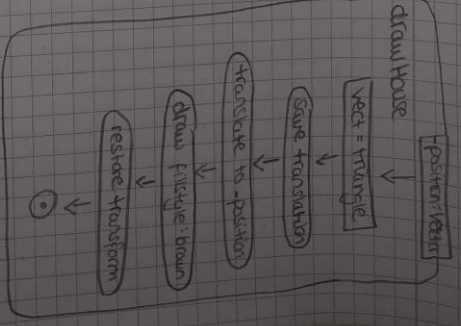 drawHouse
-position:vector
vect = triangle
save translation
translate to -position
draw fillstyle:brown
restore transform